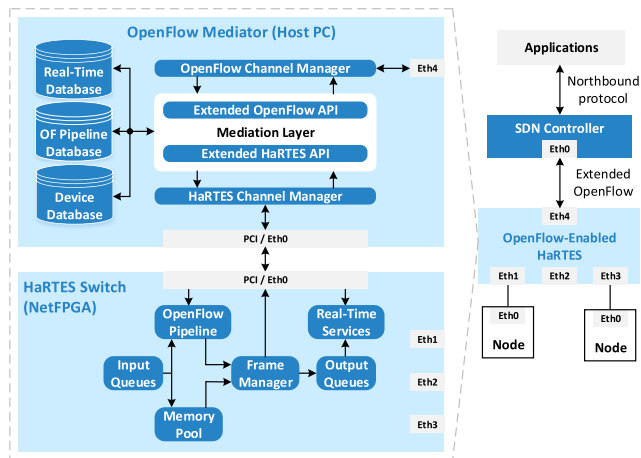 OpenFlow Mediator (Host PC)
Real-Time
Database
OF Pipeline
Database
Device
Database
OpenFlow Channel Manager
Eth4
Extended OpenFlow API
Mediation Layer
Extended HaRTES API
HaRTES Channel Manager
PCI / Eth0
PCI / Eth0
HaRTES Switch
(NetFPGA)
OpenFlow
Pipeline
Real-Time
Services
Input
Queues
Frame
Manager
Output
Queues
Memory
Pool
Eth1
Eth2
Eth3
Applications
Northbound
protocol
SDN Controller
Eth0
Extended
OpenFlow
Eth4
OpenFlow-Enabled
HaRTES
Eth1
Eth2
Eth3
Eth0
Node
Eth0
Node